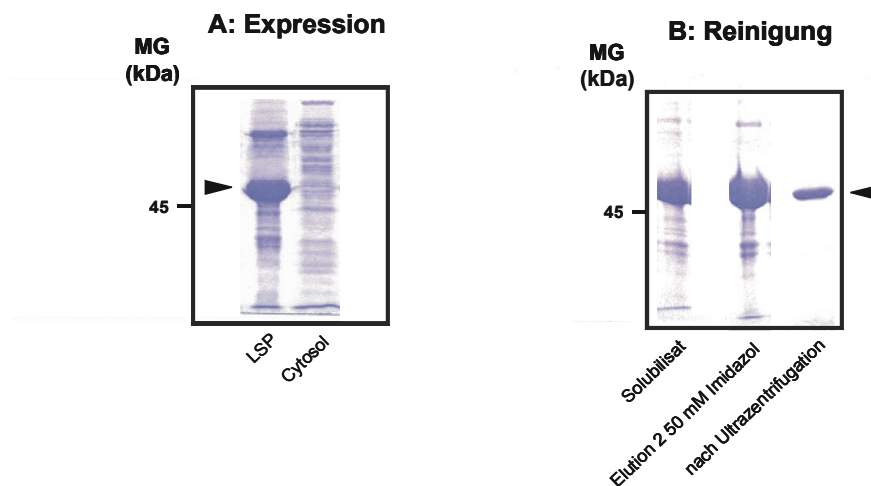 A: Expression
MG
(kDa)
45
LSP
Cytosol
B: Reinigung
MG
(kDa)
45
Solubilisat
Elution 2 50 mM Imidazol
nach Ultrazentrifugation